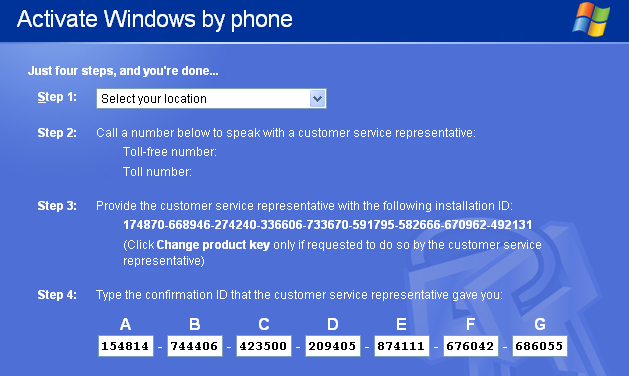 Activate Windows by phone
Just four steps, and you're done...
Step 1: Select your location
Step 2: Call a number below to speak with a customer service representative:
Toll-free number:
Toll number:
Step 3: Provide the customer service representative with the following installation ID:
174870-668946-274240-336606-733670-591795-582666-670962-492131
(Click Change product key only if requested to do so by the customer service
representative)
Step 4: Type the confirmation ID that the customer service representative gave you:
A B C D E F G
154814 - 744406 - 423500 - 209405 - 874111 - 676042 - 686055